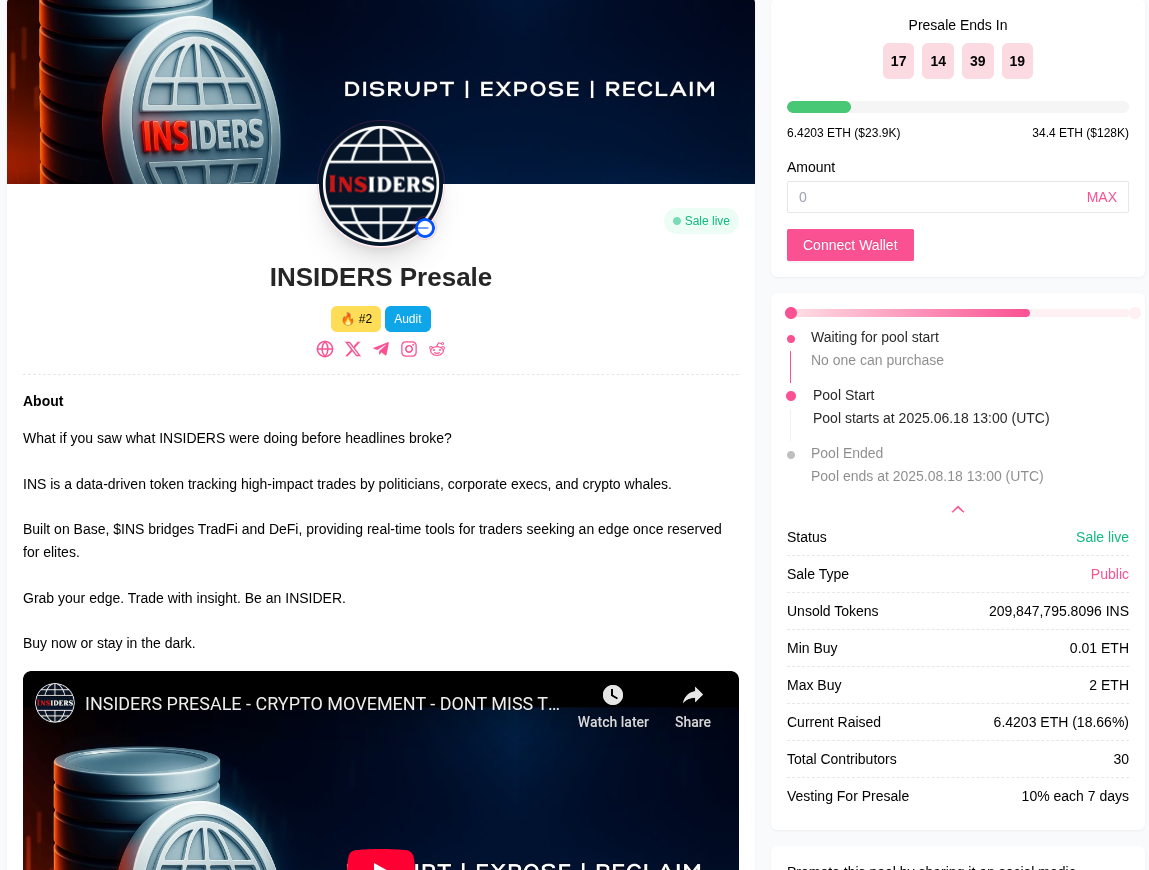 DISRUPT | EXPOSE | RECLAIM
INSIDERS
INSIDERS
Sale live
INSIDERS Presale
🔥 #2
Audit
About
What if you saw what INSIDERS were doing before headlines broke?
INS is a data-driven token tracking high-impact trades by politicians, corporate execs, and crypto whales.
Built on Base, $INS bridges TradFi and DeFi, providing real-time tools for traders seeking an edge once reserved
for elites.
Grab your edge. Trade with insight. Be an INSIDER.
Buy now or stay in the dark.
INSIDERS
INSIDERS PRESALE - CRYPTO MOVEMENT - DONT MISS T...
Watch later
Share
Presale Ends In
17 14 39 19
6.4203 ETH ($23.9K) 34.4 ETH ($128K)
Amount
0 MAX
Connect Wallet
Waiting for pool start
No one can purchase
Pool Start
Pool starts at 2025.06.18 13:00 (UTC)
Pool Ended
Pool ends at 2025.08.18 13:00 (UTC)
Status Sale live
Sale Type Public
Unsold Tokens 209,847,795.8096 INS
Min Buy 0.01 ETH
Max Buy 2 ETH
Current Raised 6.4203 ETH (18.66%)
Total Contributors 30
Vesting For Presale 10% each 7 days